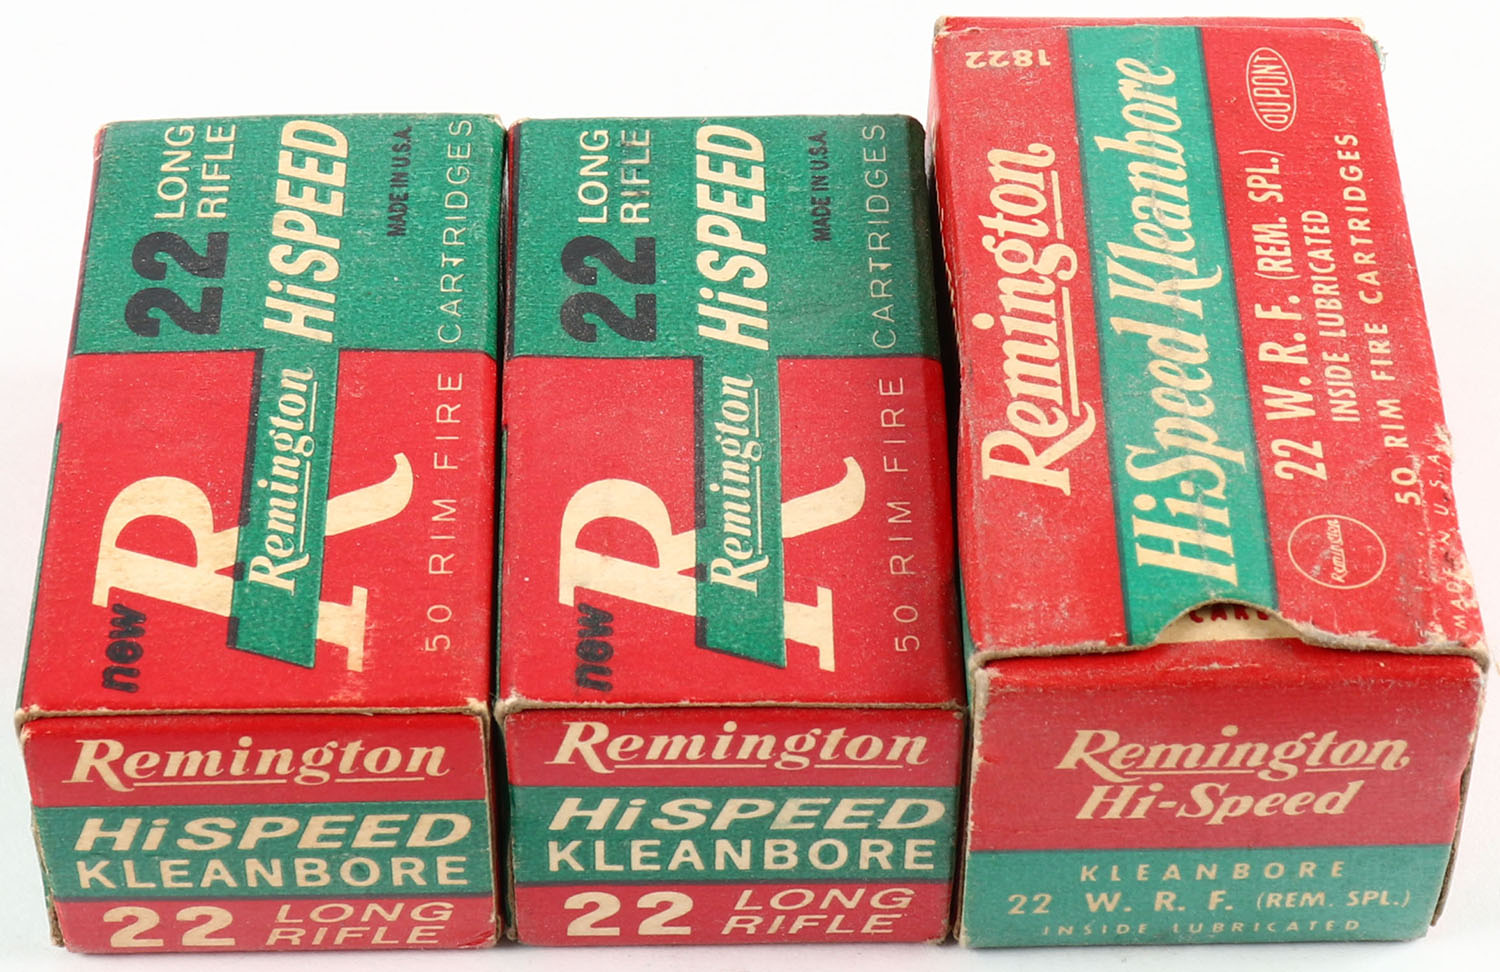 22 LONG
RIFLE
HiSPEED
MADE IN U.S.A.
new
R
Remington
50 RIM FIRE CARTRIDGES
Remington
HiSPEED
KLEANBORE
22 LONG
RIFLE
22 LONG
RIFLE
HiSPEED
MADE IN U.S.A.
new
R
Remington
50 RIM FIRE CARTRIDGES
Remington
HiSPEED
KLEANBORE
22 LONG
RIFLE
1822
Remington
Hi-Speed Kleanbore
22 W. R. F. (REM. SPL.)
DU PONT
INSIDE LUBRICATED
Remington
50 RIM FIRE CARTRIDGES
U.S.A.
Remington
Hi-Speed
KLEANBORE
22 W. R. F. (REM. SPL.)
INSIDE LUBRICATED